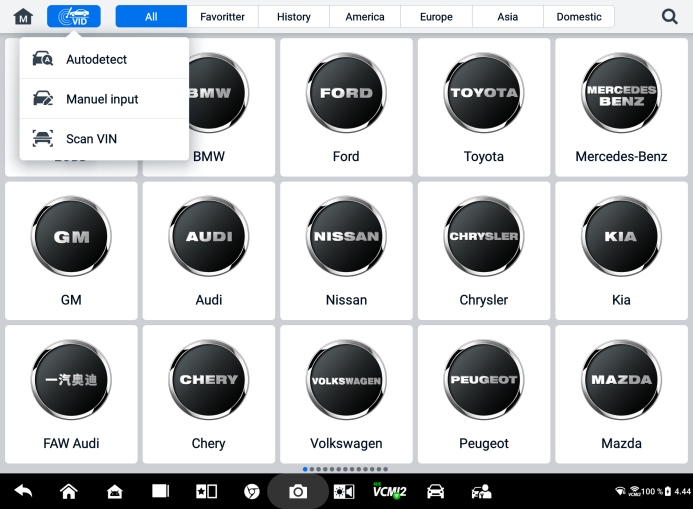 M
VID
All
Favoritter
History
America
Europe
Asia
Domestic
Autodetect
Manuel input
Scan VIN
BMW
FORD
TOYOTA
MERCEDES
BENZ
BMW
Ford
Toyota
Mercedes-Benz
GM
AUDI
NISSAN
CHRYSLER
KIA
GM
Audi
Nissan
Chrysler
Kia
一汽奥迪
CHERY
VOLKSWAGEN
PEUGEOT
MAZDA
FAW Audi
Chery
Volkswagen
Peugeot
Mazda
VCMI2
VCMI2
100 %
4.44